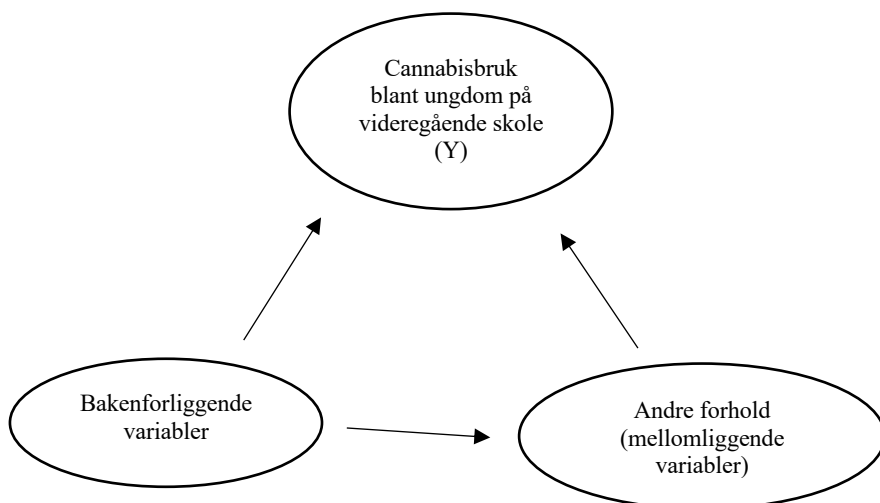 Cannabisbruk
blant ungdom på
videregående skole
(Y)
Bakenforliggende
variabler
Andre forhold
(mellomliggende
variabler)